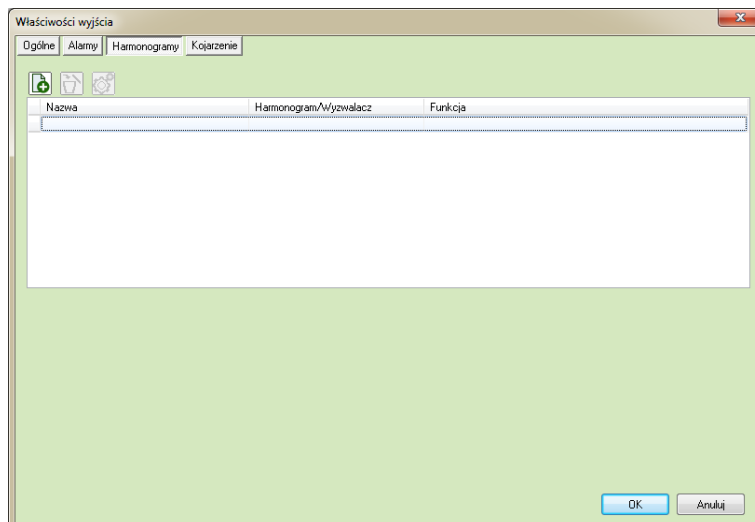 Właściwości wyjścia
Ogólne Alarmy Harmonogramy Kojarzenie
Nazwa Harmonogram/Wyzwalacz Funkcja
OK Anuluj